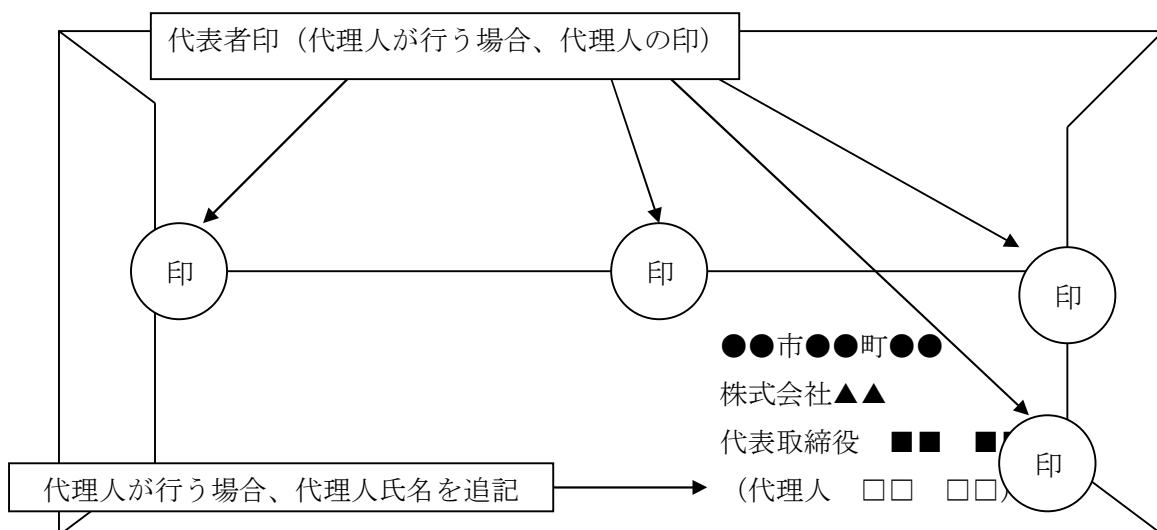 代表者印（代理人が行う場合、代理人の印）
印
印
印
●●市●●町●●
株式会社▲▲
代表取締役　■■　■■
印
（代理人　□□　□□）
代理人が行う場合、代理人氏名を追記